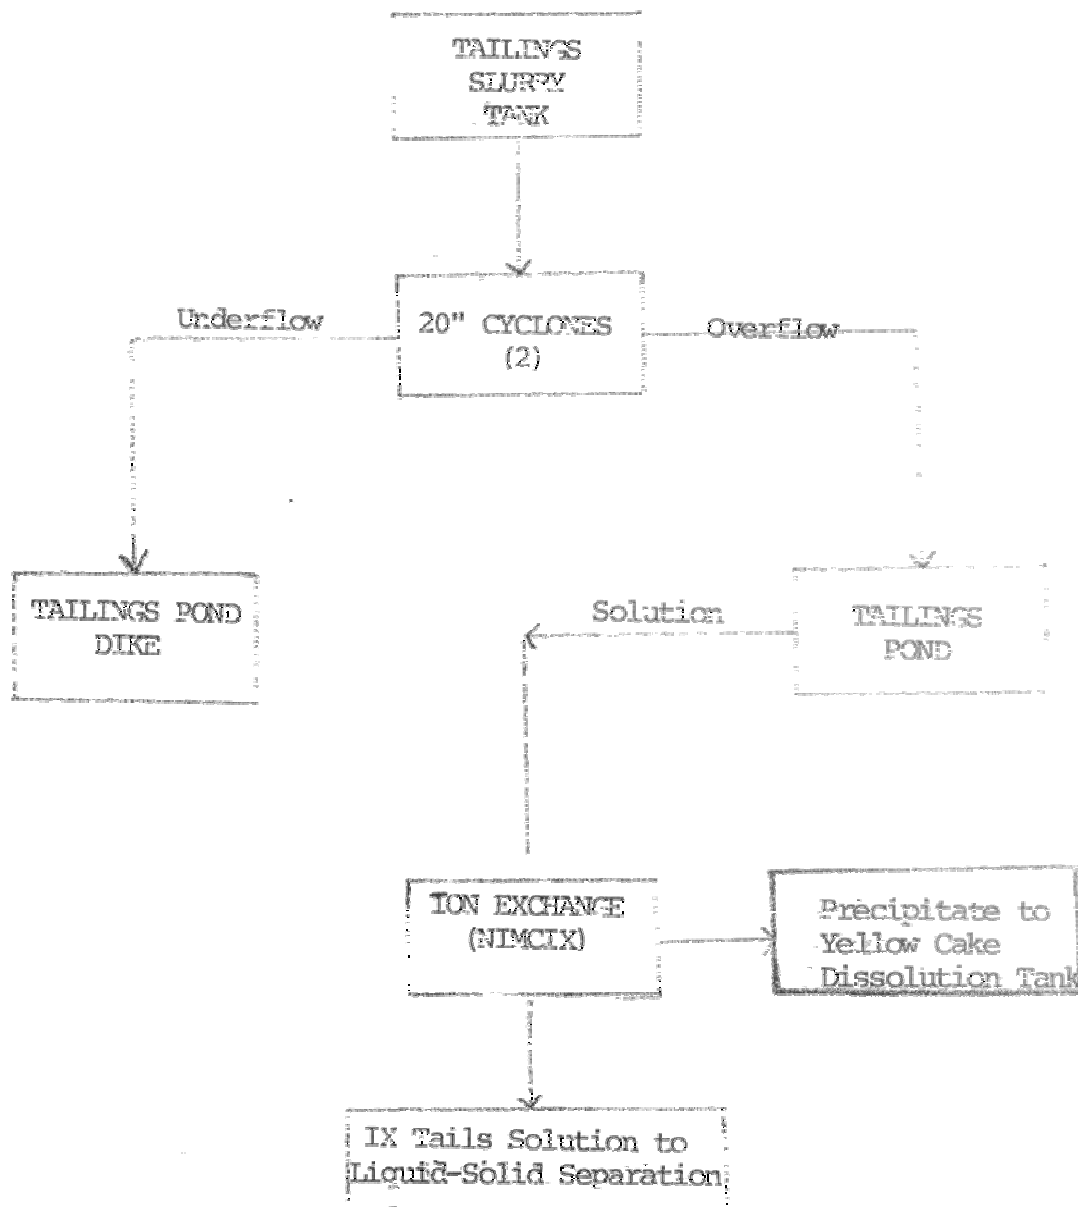 TAILINGS
SLURRY
TANK
Underflow
20" CYCLONES
(2)
Overflow
TAILINGS POND
DIKE
Solution
TAILINGS
POND
ION EXCHANGE
(NIMCIX)
Precipitate to
Yellow Cake
Dissolution Tank
IX Tails Solution to
Liquid-Solid Separation